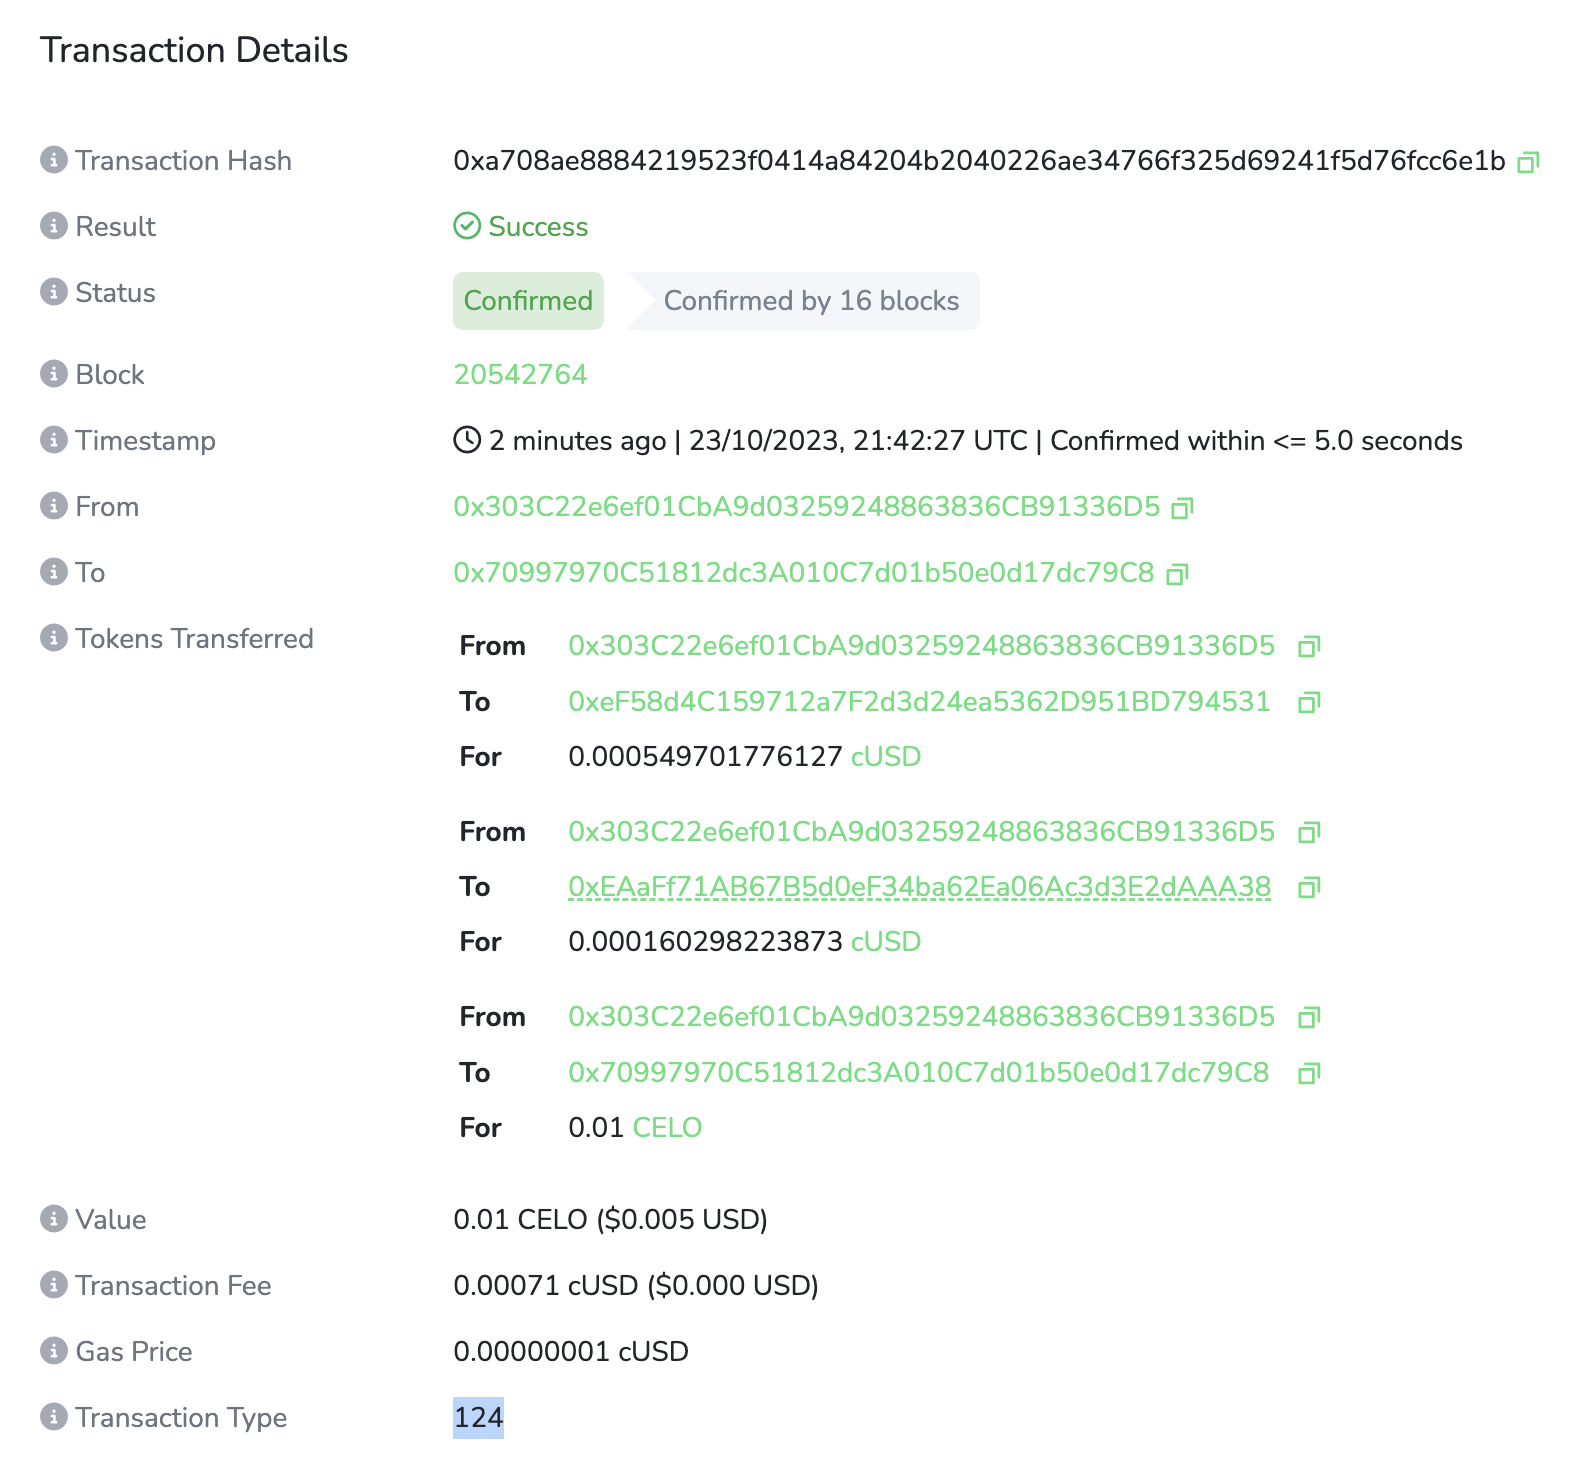 Transaction Details
Transaction Hash 0xa708ae8884219523f0414a84204b2040226ae34766f325d69241f5d76fcc6e1b
Result Success
Status Confirmed Confirmed by 16 blocks
Block 20542764
Timestamp 2 minutes ago | 23/10/2023, 21:42:27 UTC | Confirmed within <= 5.0 seconds
From 0x303C22e6ef01CbA9d03259248863836CB91336D5
To 0x70997970C51812dc3A010C7d01b50e0d17dc79C8
Tokens Transferred From 0x303C22e6ef01CbA9d03259248863836CB91336D5
To 0xeF58d4C159712a7F2d3d24ea5362D951BD794531
For 0.000549701776127 cUSD
From 0x303C22e6ef01CbA9d03259248863836CB91336D5
To 0xEAaFf71AB67B5d0eF34ba62Ea06Ac3d3E2dAAA38
For 0.000160298223873 cUSD
From 0x303C22e6ef01CbA9d03259248863836CB91336D5
To 0x70997970C51812dc3A010C7d01b50e0d17dc79C8
For 0.01 CELO
Value 0.01 CELO ($0.005 USD)
Transaction Fee 0.00071 cUSD ($0.000 USD)
Gas Price 0.00000001 cUSD
Transaction Type 124